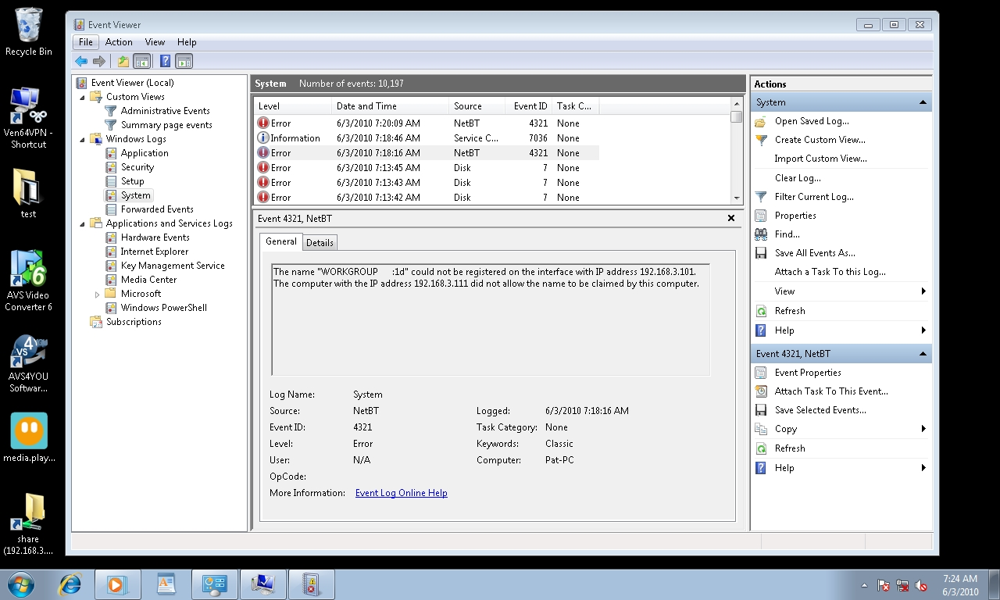 Recycle Bin
Ven64VPN -
Shortcut
test
AVS Video
Converter 6
AVS4YOU
Softwar...
media.play...
share
(192.168.3....
Event Viewer
File Action View Help
Event Viewer (Local)
Custom Views
Administrative Events
Summary page events
Windows Logs
Application
Security
Setup
System
Forwarded Events
Applications and Services Logs
Hardware Events
Internet Explorer
Key Management Service
Media Center
Microsoft
Windows PowerShell
Subscriptions
System Number of events: 10,197
Level Date and Time Source Event ID Task C...
Error 6/3/2010 7:20:09 AM NetBT 4321 None
Information 6/3/2010 7:18:46 AM Service C... 7036 None
Error 6/3/2010 7:18:16 AM NetBT 4321 None
Error 6/3/2010 7:13:45 AM Disk 7 None
Error 6/3/2010 7:13:43 AM Disk 7 None
Error 6/3/2010 7:13:42 AM Disk 7 None
Event 4321, NetBT
General Details
The name "WORKGROUP :1d" could not be registered on the interface with IP address 192.168.3.101.
The computer with the IP address 192.168.3.111 did not allow the name to be claimed by this computer.
Log Name: System
Source: NetBT Logged: 6/3/2010 7:18:16 AM
Event ID: 4321 Task Category: None
Level: Error Keywords: Classic
User: N/A Computer: Pat-PC
OpCode:
More Information: Event Log Online Help
Actions
System
Open Saved Log...
Create Custom View...
Import Custom View...
Clear Log...
Filter Current Log...
Properties
Find...
Save All Events As...
Attach a Task To this Log...
View
Refresh
Help
Event 4321, NetBT
Event Properties
Attach Task To This Event...
Save Selected Events...
Copy
Refresh
Help
7:24 AM
6/3/2010